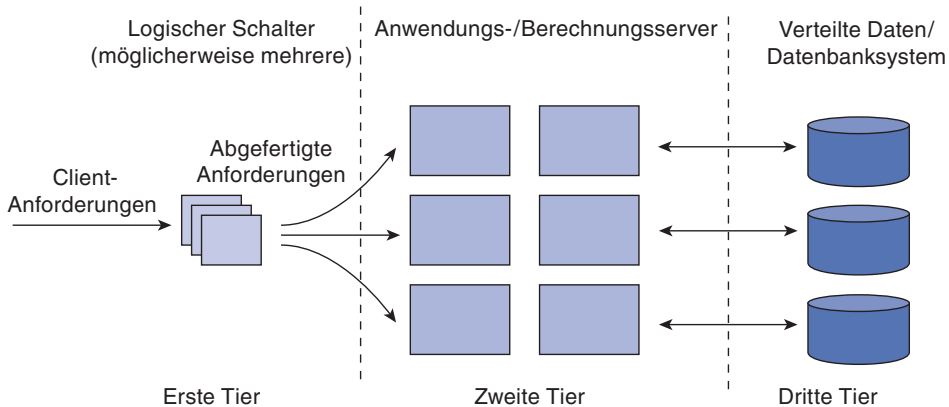 Logischer Schalter
(möglicherweise mehrere)
Anwendungs-/Berechnungsserver
Verteilte Daten/
Datenbanksystem
Abgefertigte
Anforderungen
Client-
Anforderungen
Erste Tier
Zweite Tier
Dritte Tier